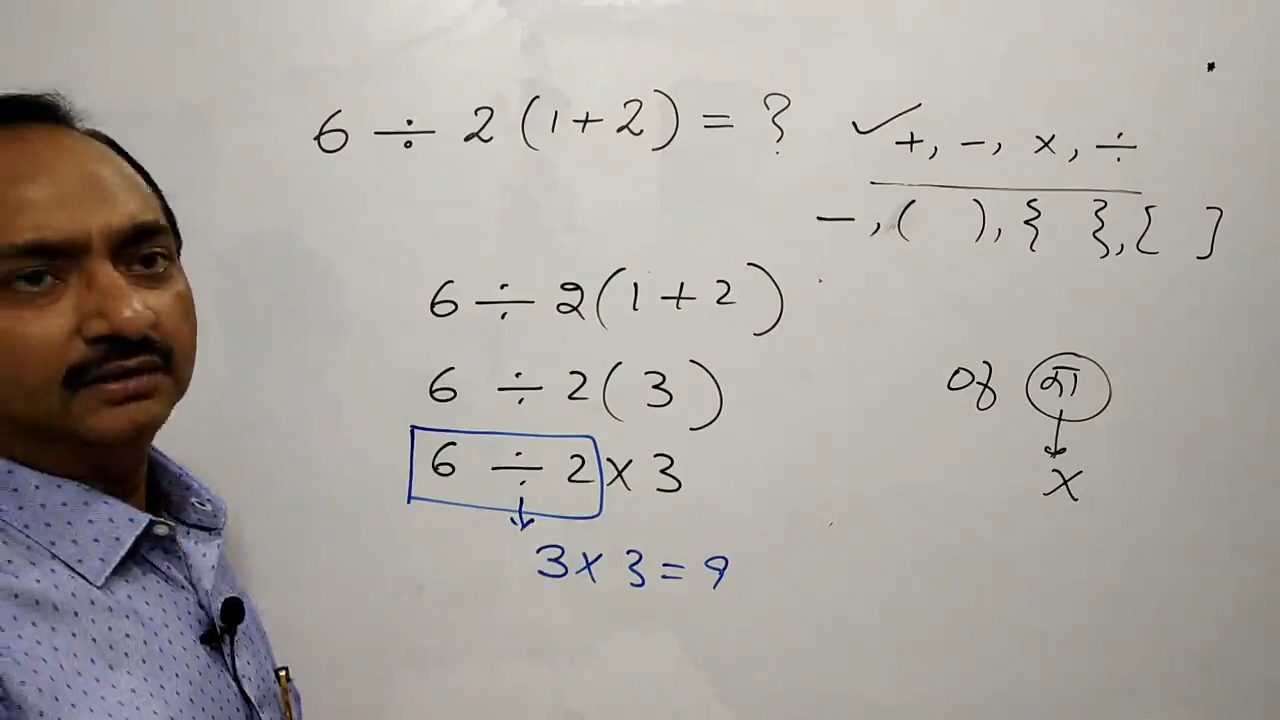 6 ÷ 2 (1+2) = ?
✓ +, -, ×, ÷
—, ( ), { }, [ ]
6 ÷ 2(1 + 2)
6 ÷ 2( 3 )
of का
6 ÷ 2 × 3
×
3 × 3 = 9